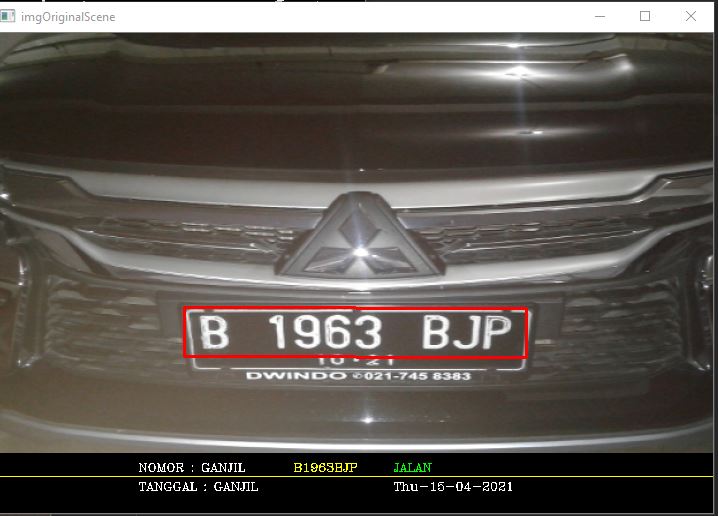 imgOriginalScene
B 1963 BJP
10·21
DWINDO ✆021-745 8383
NOMOR : GANJIL B1963BJP JALAN
TANGGAL : GANJIL Thu-15-04-2021